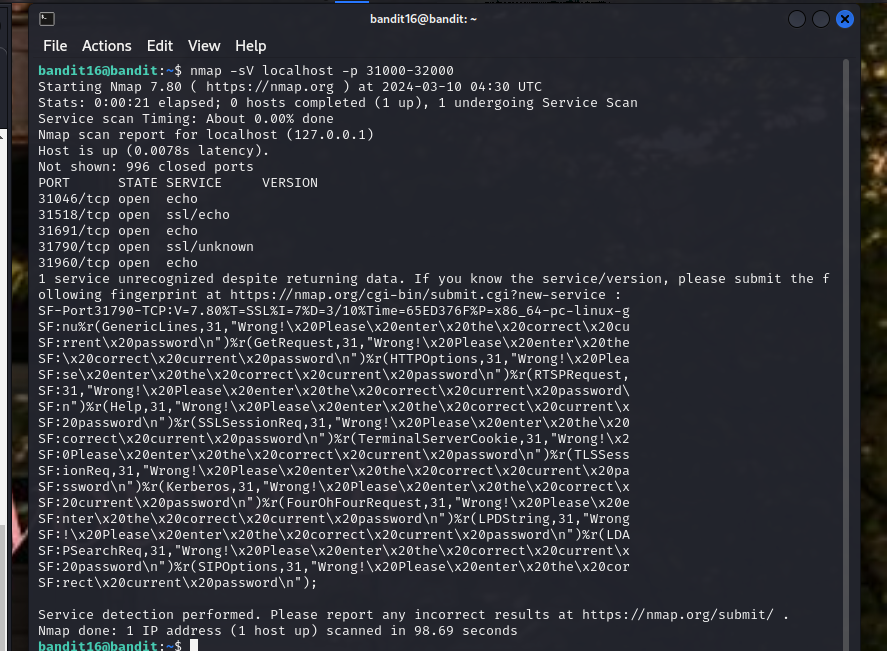 bandit16@bandit: ~
File Actions Edit View Help
bandit16@bandit:~$ nmap -sV localhost -p 31000-32000
Starting Nmap 7.80 ( https://nmap.org ) at 2024-03-10 04:30 UTC
Stats: 0:00:21 elapsed; 0 hosts completed (1 up), 1 undergoing Service Scan
Service scan Timing: About 0.00% done
Nmap scan report for localhost (127.0.0.1)
Host is up (0.0078s latency).
Not shown: 996 closed ports
PORT      STATE SERVICE     VERSION
31046/tcp open  echo
31518/tcp open  ssl/echo
31691/tcp open  echo
31790/tcp open  ssl/unknown
31960/tcp open  echo
1 service unrecognized despite returning data. If you know the service/version, please submit the f
ollowing fingerprint at https://nmap.org/cgi-bin/submit.cgi?new-service :
SF-Port31790-TCP:V=7.80%T=SSL%I=7%D=3/10%Time=65ED376F%P=x86_64-pc-linux-g
SF:nu%r(GenericLines,31,"Wrong!\x20Please\x20enter\x20the\x20correct\x20cu
SF:rrent\x20password\n")%r(GetRequest,31,"Wrong!\x20Please\x20enter\x20the
SF:\x20correct\x20current\x20password\n")%r(HTTPOptions,31,"Wrong!\x20Plea
SF:se\x20enter\x20the\x20correct\x20current\x20password\n")%r(RTSPRequest,
SF:31,"Wrong!\x20Please\x20enter\x20the\x20correct\x20current\x20password\
SF:n")%r(Help,31,"Wrong!\x20Please\x20enter\x20the\x20correct\x20current\x
SF:20password\n")%r(SSLSessionReq,31,"Wrong!\x20Please\x20enter\x20the\x20
SF:correct\x20current\x20password\n")%r(TerminalServerCookie,31,"Wrong!\x2
SF:0Please\x20enter\x20the\x20correct\x20current\x20password\n")%r(TLSSess
SF:ionReq,31,"Wrong!\x20Please\x20enter\x20the\x20correct\x20current\x20pa
SF:ssword\n")%r(Kerberos,31,"Wrong!\x20Please\x20enter\x20the\x20correct\x
SF:20current\x20password\n")%r(FourOhFourRequest,31,"Wrong!\x20Please\x20e
SF:nter\x20the\x20correct\x20current\x20password\n")%r(LPDString,31,"Wrong
SF:!\x20Please\x20enter\x20the\x20correct\x20current\x20password\n")%r(LDA
SF:PSearchReq,31,"Wrong!\x20Please\x20enter\x20the\x20correct\x20current\x
SF:20password\n")%r(SIPOptions,31,"Wrong!\x20Please\x20enter\x20the\x20cor
SF:rect\x20current\x20password\n");
Service detection performed. Please report any incorrect results at https://nmap.org/submit/ .
Nmap done: 1 IP address (1 host up) scanned in 98.69 seconds
bandit16@bandit:~$